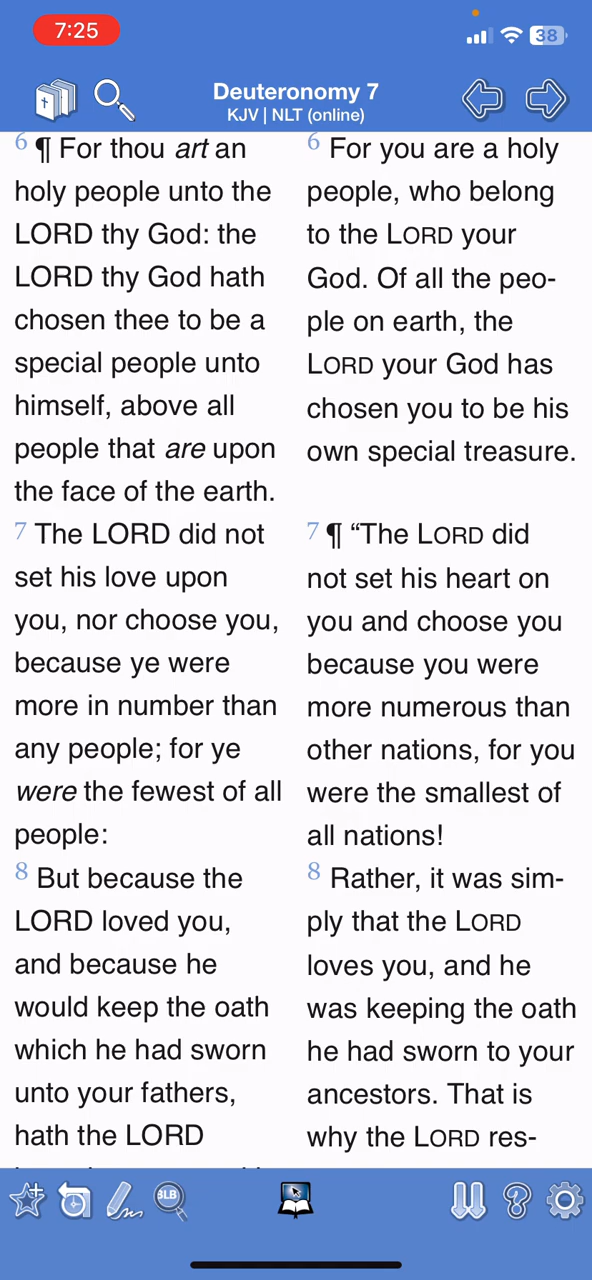 7:25
38
Deuteronomy 7
KJV | NLT (online)
6 ¶ For thou art an
holy people unto the
LORD thy God: the
LORD thy God hath
chosen thee to be a
special people unto
himself, above all
people that are upon
the face of the earth.
7 The LORD did not
set his love upon
you, nor choose you,
because ye were
more in number than
any people; for ye
were the fewest of all
people:
8 But because the
LORD loved you,
and because he
would keep the oath
which he had sworn
unto your fathers,
hath the LORD
6 For you are a holy
people, who belong
to the LORD your
God. Of all the peo-
ple on earth, the
LORD your God has
chosen you to be his
own special treasure.
7 ¶ “The LORD did
not set his heart on
you and choose you
because you were
more numerous than
other nations, for you
were the smallest of
all nations!
8 Rather, it was sim-
ply that the LORD
loves you, and he
was keeping the oath
he had sworn to your
ancestors. That is
why the LORD res-
BLB